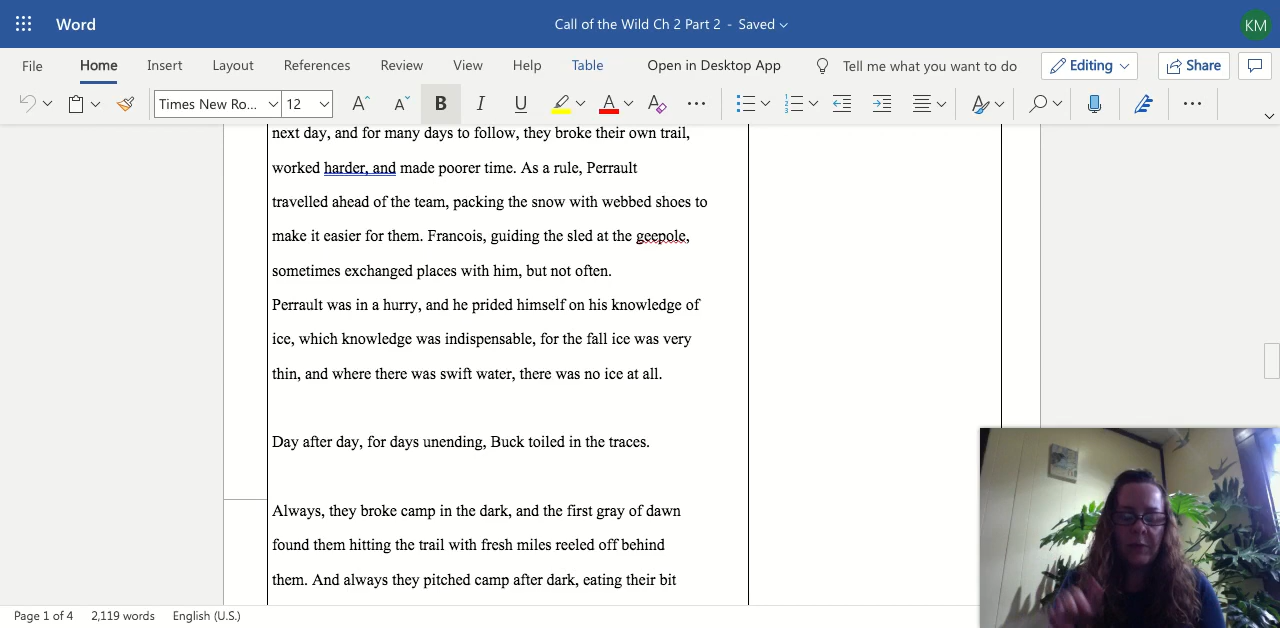 Word
Call of the Wild Ch 2 Part 2 - Saved
KM
File Home Insert Layout References Review View Help Table Open in Desktop App Tell me what you want to do Editing Share
Times New Ro... 12 A A B I U A A
next day, and for many days to follow, they broke their own trail,
worked harder, and made poorer time. As a rule, Perrault
travelled ahead of the team, packing the snow with webbed shoes to
make it easier for them. Francois, guiding the sled at the geepole,
sometimes exchanged places with him, but not often.
Perrault was in a hurry, and he prided himself on his knowledge of
ice, which knowledge was indispensable, for the fall ice was very
thin, and where there was swift water, there was no ice at all.
Day after day, for days unending, Buck toiled in the traces.
Always, they broke camp in the dark, and the first gray of dawn
found them hitting the trail with fresh miles reeled off behind
them. And always they pitched camp after dark, eating their bit
Page 1 of 4 2,119 words English (U.S.)